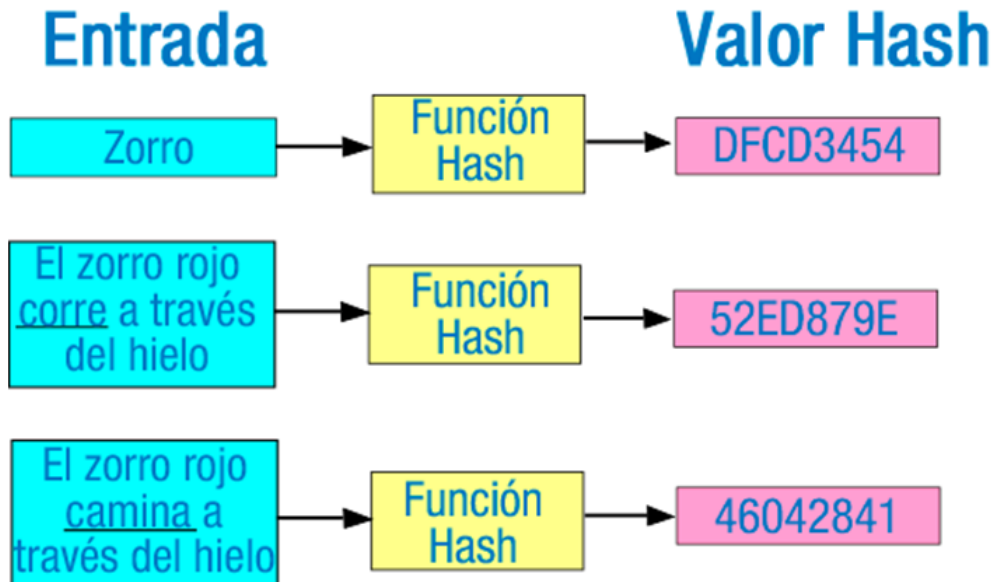 Entrada
Valor Hash
Zorro
Función
Hash
DFCD3454
El zorro rojo
corre a través
del hielo
Función
Hash
52ED879E
El zorro rojo
camina a
través del hielo
Función
Hash
46042841